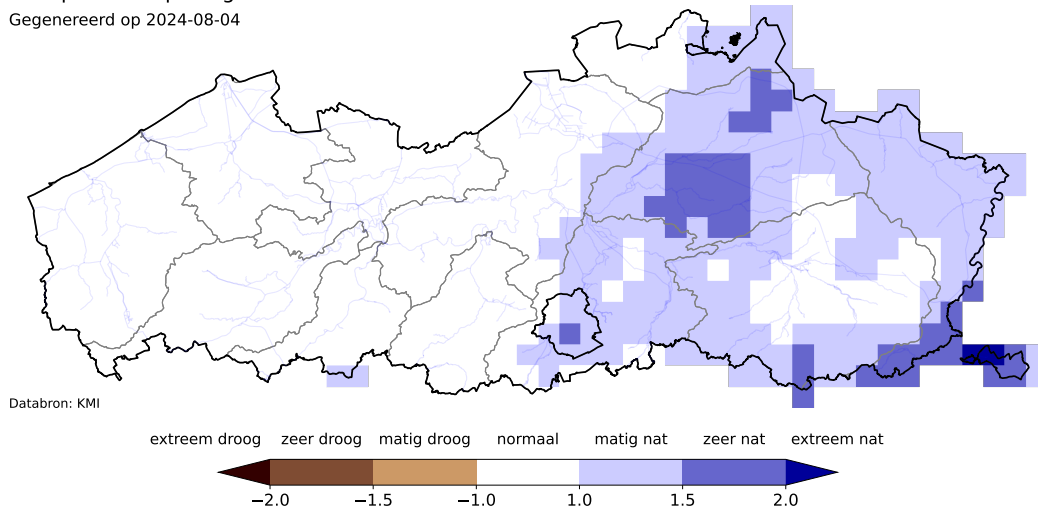 Gegenereerd op 2024-08-04
Databron: KMI
extreem droog zeer droog matig droog normaal matig nat zeer nat extreem nat
−2.0 −1.5 −1.0 1.0 1.5 2.0